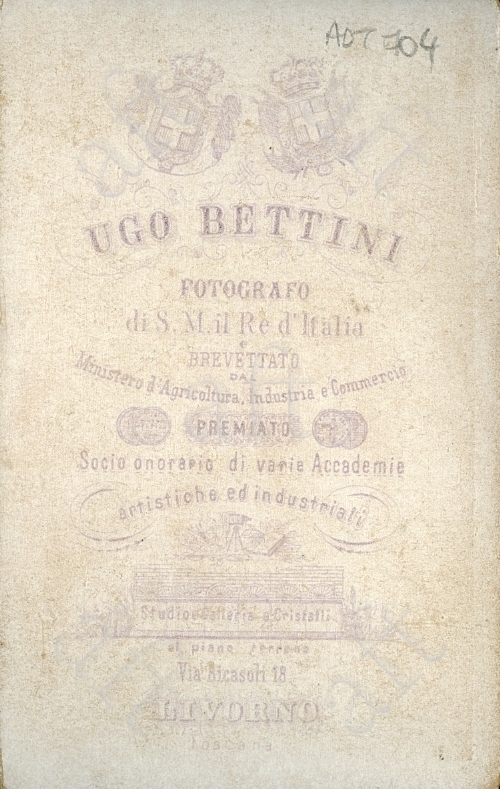 ADT 704
UGO BETTINI
FOTOGRAFO
di S. M. il Re d'Italia
e
BREVETTATO
DAL
Ministero d'Agricoltura, Industria e Commercio
PREMIATO
Socio onorario di varie Accademie
artistiche ed industriali
Studio e Galleria a Cristalli
al piano terreno
Via Ricasoli 18
LIVORNO
Toscana